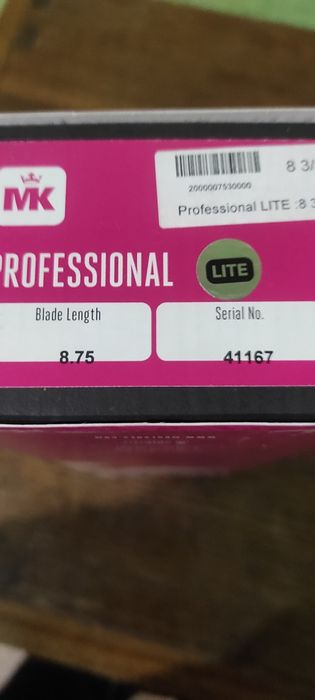 MK
8 3/
2000007530000
Professional LITE :8 3
PROFESSIONAL LITE
Blade Length
Serial No.
8.75
41167